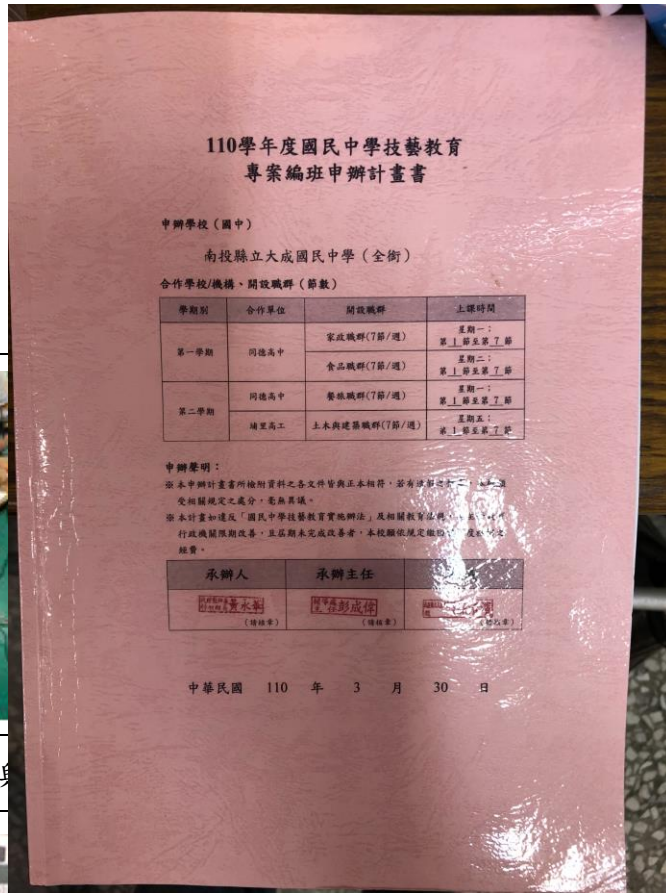 110學年度國民中學技藝教育
專案編班申辦計畫書
申辦學校(國中)
南投縣立大成國民中學(全銜)
合作學校/機構、開設職群(節數)
學期別 合作單位 開設職群 上課時間
第一學期 同德高中 家政職群(7節/週) 星期一:
第 1 節至第 7 節
食品職群(7節/週) 星期二:
第 1 節至第 7 節
第二學期 同德高中 餐旅職群(7節/週) 星期一:
第 1 節至第 7 節
埔里高工 土木與建築職群(7節/週) 星期五:
第 1 節至第 7 節
申辦聲明:
※本申辦計畫書所檢附資料之各文件皆與正本相符,若有
受相關規定之處分,毫無異議。
※本計畫如違反「國民中學技藝教育實施辦法」及相關教育法
行政機關限期改善,且屆期未完成改善者,本校願依規定繳回
經費。
承辦人 承辦主任
黃永華 彭成偉
(請核章) (請核章) 章)
中華民國 110 年 3 月 30 日